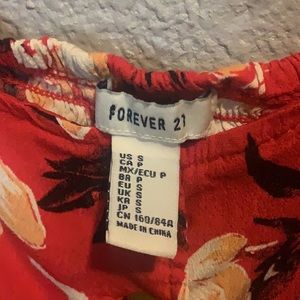 FOREVER 21
US S
CA P
MX/ECU P
BR P
EU S
UK S
KR S
JP S
CN 160/84A
MADE IN CHINA